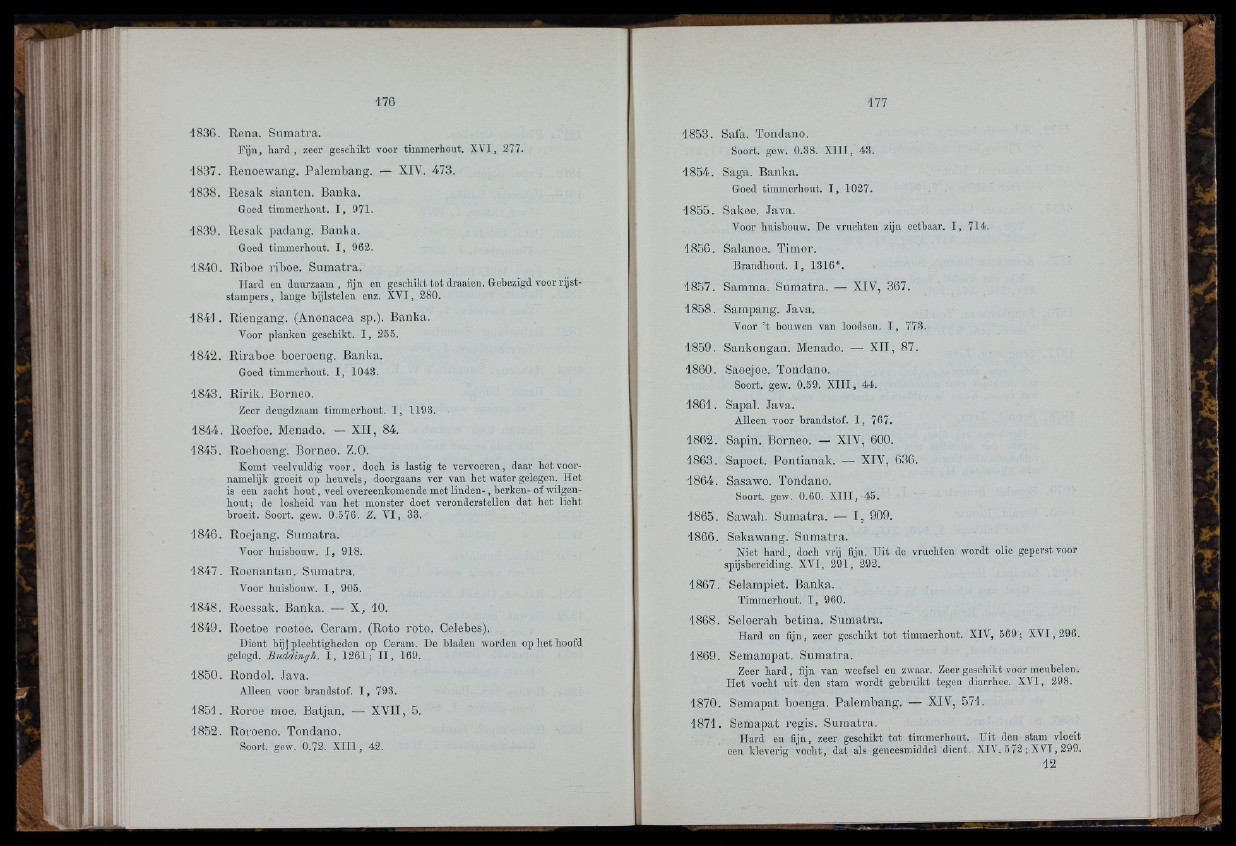 176
1836. Rena. Sumatra.
Fijn, hard, zeer geschikt voor timmerhout. XVI, 277.
1837. Renoewang. Palembang. — XIV. 473.
1838. Resak sianten. Banka.
Goed timmerhout. I, 971.
1839. Resak padang. Banka.
Goed timmerhout. I, 962.
1840. Riboe riboe. Sumatra.
Hard en duurzaam, fijn en geschikt tot draaien. Gebezigd voor rijst-
stampers, lange bijlstelen enz. XVI, 280.
1841. Riengang. (Anonacea sp.). Banka.
Voor planken geschikt. I, 255.
1842. Riraboe boeroeng. Banka.
Goed timmerhout. I, 1043.
1843. Ririk. Borneo.
Zeer deugdzaam timmerhout. I, 1193.
1844. Roefoe. Menado. — XII, 84.
1845. Roehoeng. Borneo. Z.O.
Komt veelvuldig voor, doch is lastig te vervoeren, daar het voor-
namelijk groeit op heuvels, doorgaans ver van het water gelegen. Het
is een zacht hout, veel overeenkomende met linden-, berken- of wilgen-
hout; de losheid van het monster doet veronderstellen dat het licht
broeit. Soort. gew. 0.576. Z. VI, 33.
1846. Roejang. Sumatra.
Voor huisbouw. I, 918.
1847. Roenantan. Sumatra.
Voor huisbouw. I, 905.
1848. Roessak. Banka. — X, 10.
1849. Roetoe roetoe. Ceram. (Roto roto. Celebes).
Dient bij plechtigheden op Ceram. De bladen worden op het hoofd
gelegd. Buddingh. I, 1261; II, 169.
1850. Rondol. Java.
Alleen voor brandstof. I, 793.
1851. Roroe moe. Batjan. — XVII, 5.
1852. Roroeno. Tondano.
Soort. gew. 0.72. XIII, 42.
177
1853. Safa. Tondano.
Soort. gew. 0.38. XIII, 43.
1854. Saga. Banka.
Goed timmerhout. I, 1027.
1855. Sakoe. Java.
Voor huisbouw. De vruchten zijn eetbaar. I, 714.
1856. Salanoe. Timor.
Brandhout. I, 1316*.
1857. Samma. Sumatra. — XIV, 367.
1858. Sampang. Java.
Voor 't bouwen van loodsen. I, 773.
1859. Sankongan. Menado. — XII, 87.
1860. Saoejoe. Tondano.
Soort. gew. 0.59. XIII, 44.
1861. Sapal. Java.
Alleen voor brandstof. I, 767.
1862. Sapin. Borneo. — XIV, 600.
1863. Sapoet. Pontianak. — XIV, 636.
1864. Sasawo. Tondano.
Soort. gew. 0.60. XIII, 45.
1865. Sawah. Sumatra. — I, 909.
1866. Sekawang. Sumatra.
Niet hard, doch vrij fijn. Uit de vruchten wordt olie geperst voor
spijsbereiding. XVI, 291, 292.
1867. Selampiet. Banka.
Timmerhout. I, 960.
1868. Seloerah betina. Sumatra.
Hard en fijn, zeer geschikt tot timmerhout. XIV, 569; XVI, 296.
1869. Semampat. Sumatra.
Zeer hard, fijn van weefsel en zwaar. Zeer geschikt voor meubelen.
Het vocht uit den stam wordt gebruikt tegen diarrhee. XVI, 298.
1870. Semapat boenga. Palembang. — XIV, 571.
1871. Semapat regis. Sumatra.
Hard en fijn, zeer geschikt tot timmerhout. Uit den stam vloeit
een kleverig vocht, dat als geneesmiddel dient. XIV. 572; XVI, 299.
12